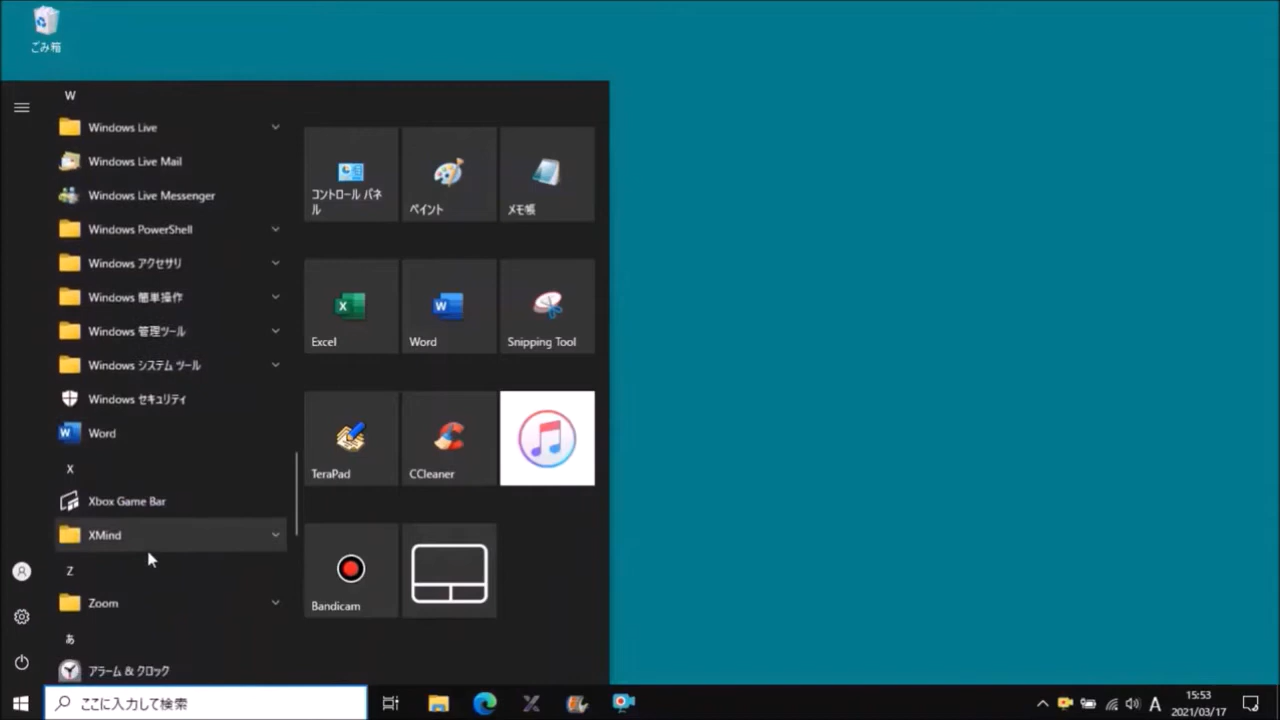 ごみ箱
W
Windows Live
Windows Live Mail
Windows Live Messenger
Windows PowerShell
Windows アクセサリ
Windows 簡単操作
Windows 管理ツール
Windows システム ツール
Windows セキュリティ
Word
X
Xbox Game Bar
XMind
Z
Zoom
あ
アラーム & クロック
コントロール パネ
ル
ペイント
メモ帳
Excel
Word
Snipping Tool
TeraPad
CCleaner
Bandicam
ここに入力して検索
A
15:53
2021/03/17